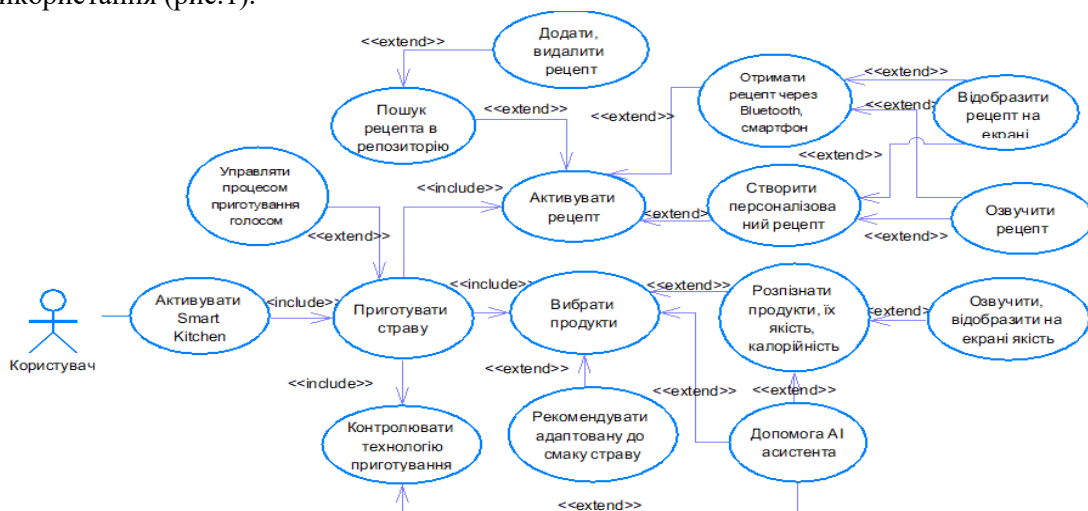 икористання (рис.1).
<<extend>>
Додати,
видалити
рецепт
Пошук
рецепта в
репозиторію
<<extend>>
Отримати
рецепт через
Bluetooth,
смартфон
<<extend>>
<<extend>>
<<extend>>
Відобразити
рецепт на
екрані
Управляти
процесом
приготування
голосом
<<extend>>
<<include>>
Активувати
рецепт
<<extend>>
<<extend>>
Створити
персоналізова
ний рецепт
<<extend>>
Озвучити
рецепт
Користувач
Активувати
Smart
Kitchen
<<include>>
Приготувати
страву
<<include>>
Вибрати
продукти
<<extend>>
Розпізнати
продукти, їх
якість,
калорійність
<<extend>>
Озвучити,
відобразити на
екрані якість
<<include>>
<<extend>>
<<extend>>
<<extend>>
Контролювати
технологію
приготування
Рекомендувати
адаптовану до
смаку страву
Допомога AI
асистента
<<extend>>